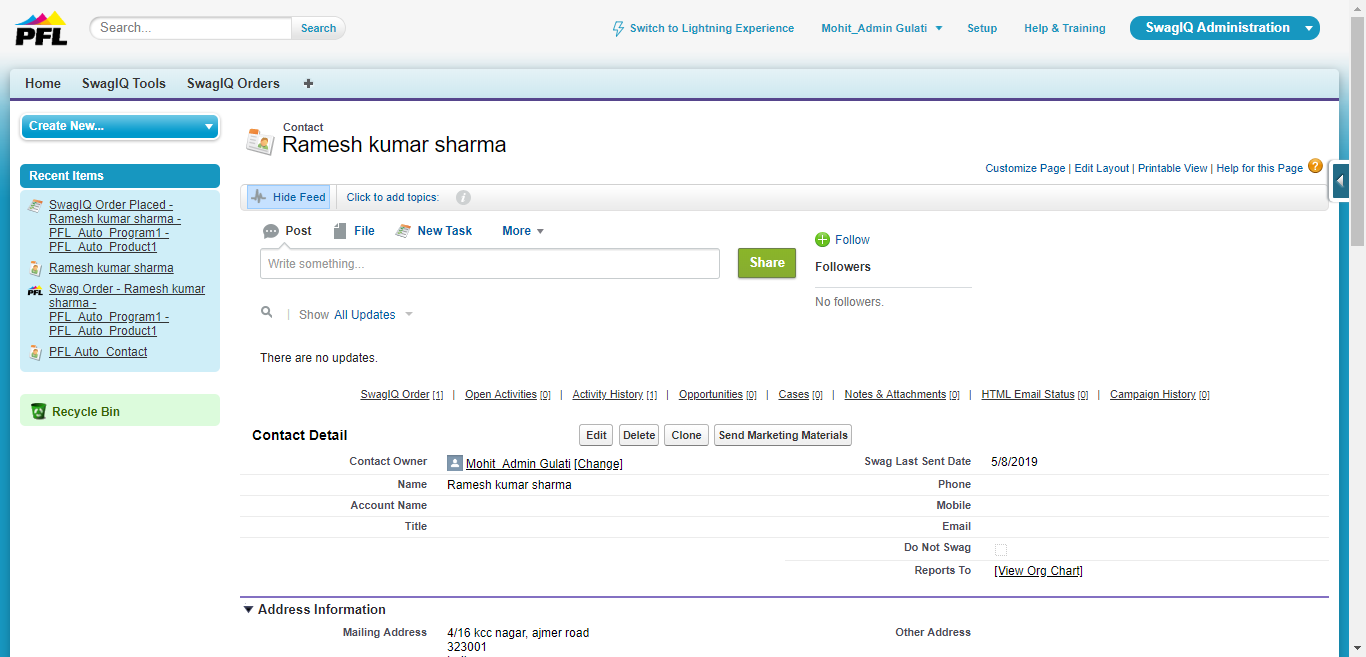 PFL
Search...
Search
Switch to Lightning Experience
Mohit_Admin Gulati
Setup
Help & Training
SwagIQ Administration
Home
SwagIQ Tools
SwagIQ Orders
Create New...
Recent Items
SwagIQ Order Placed -
Ramesh kumar sharma -
PFL_Auto_Program1 -
PFL_Auto_Product1
Ramesh kumar sharma
PFL
Swag Order - Ramesh kumar
sharma -
PFL_Auto_Program1 -
PFL_Auto_Product1
PFL Auto_Contact
Recycle Bin
Contact
Ramesh kumar sharma
Customize Page | Edit Layout | Printable View | Help for this Page ?
Hide Feed
Click to add topics:
i
Post
File
New Task
More
Write something...
Share
Follow
Followers
No followers.
| Show All Updates
There are no updates.
SwagIQ Order [1] | Open Activities [0] | Activity History [1] | Opportunities [0] | Cases [0] | Notes & Attachments [0] | HTML Email Status [0] | Campaign History [0]
Contact Detail
Edit
Delete
Clone
Send Marketing Materials
Contact Owner Mohit_Admin Gulati [Change]
Swag Last Sent Date 5/8/2019
Name Ramesh kumar sharma
Phone
Account Name
Mobile
Title
Email
Do Not Swag
Reports To [View Org Chart]
Address Information
Mailing Address 4/16 kcc nagar, ajmer road
323001
Other Address